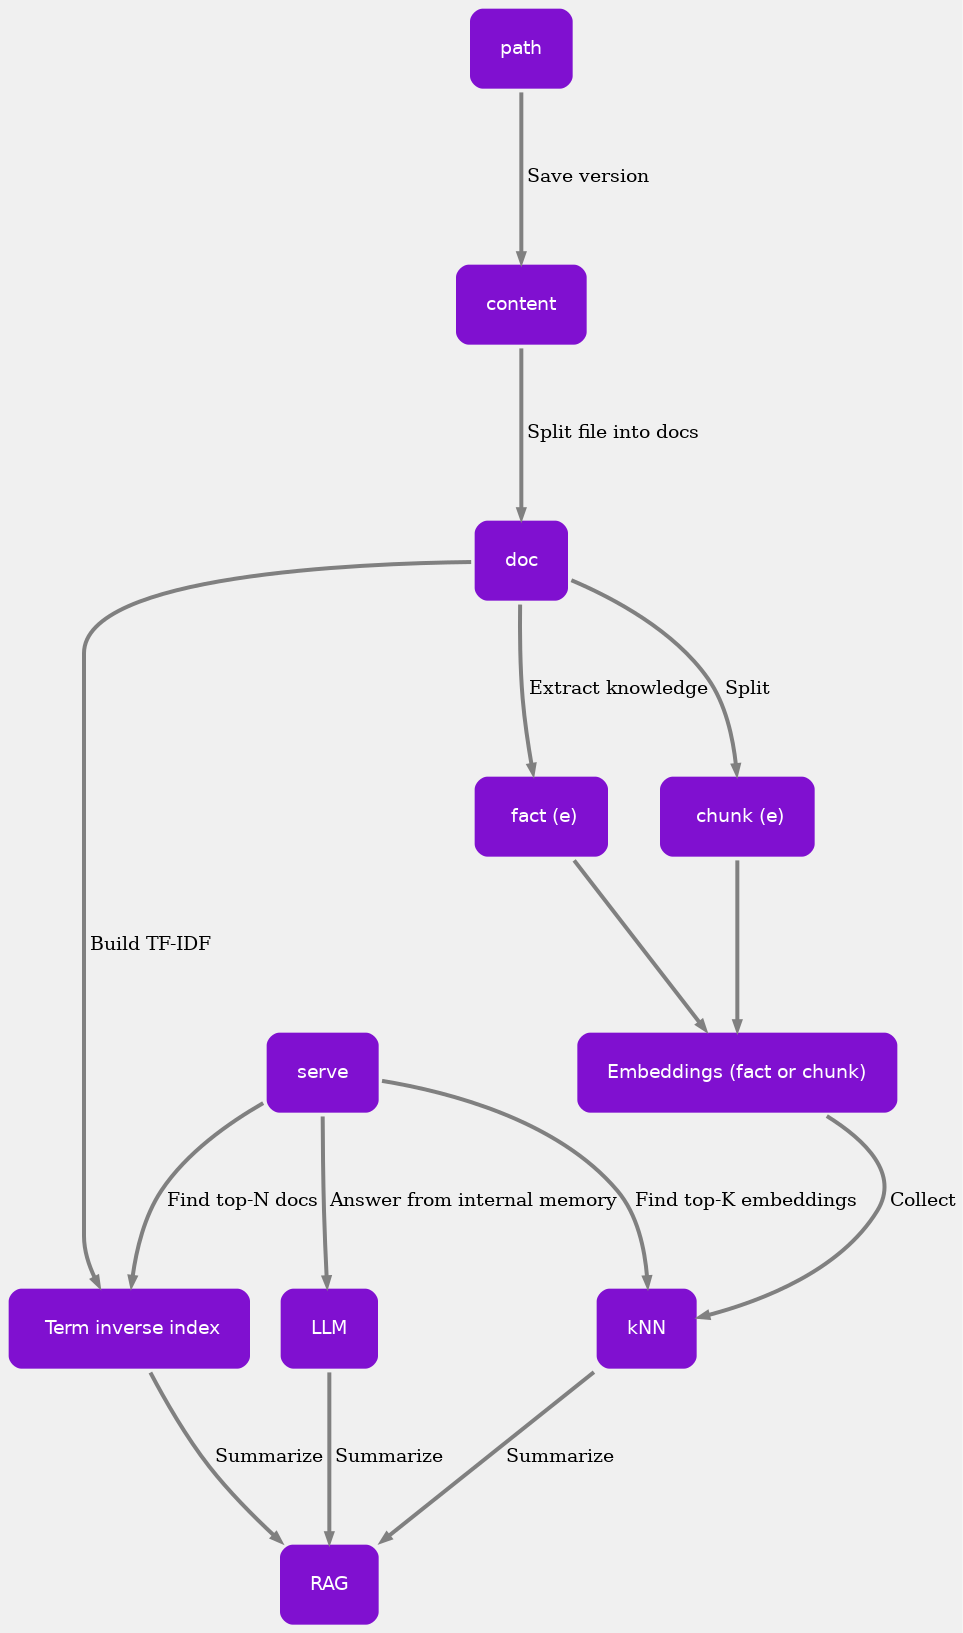 path
Save version
content
Split file into docs
doc
Extract knowledge
Split
fact (e)
chunk (e)
Build TF-IDF
serve
Embeddings (fact or chunk)
Find top-N docs
Answer from internal memory
Find top-K embeddings
Collect
Term inverse index
LLM
kNN
Summarize
Summarize
Summarize
RAG